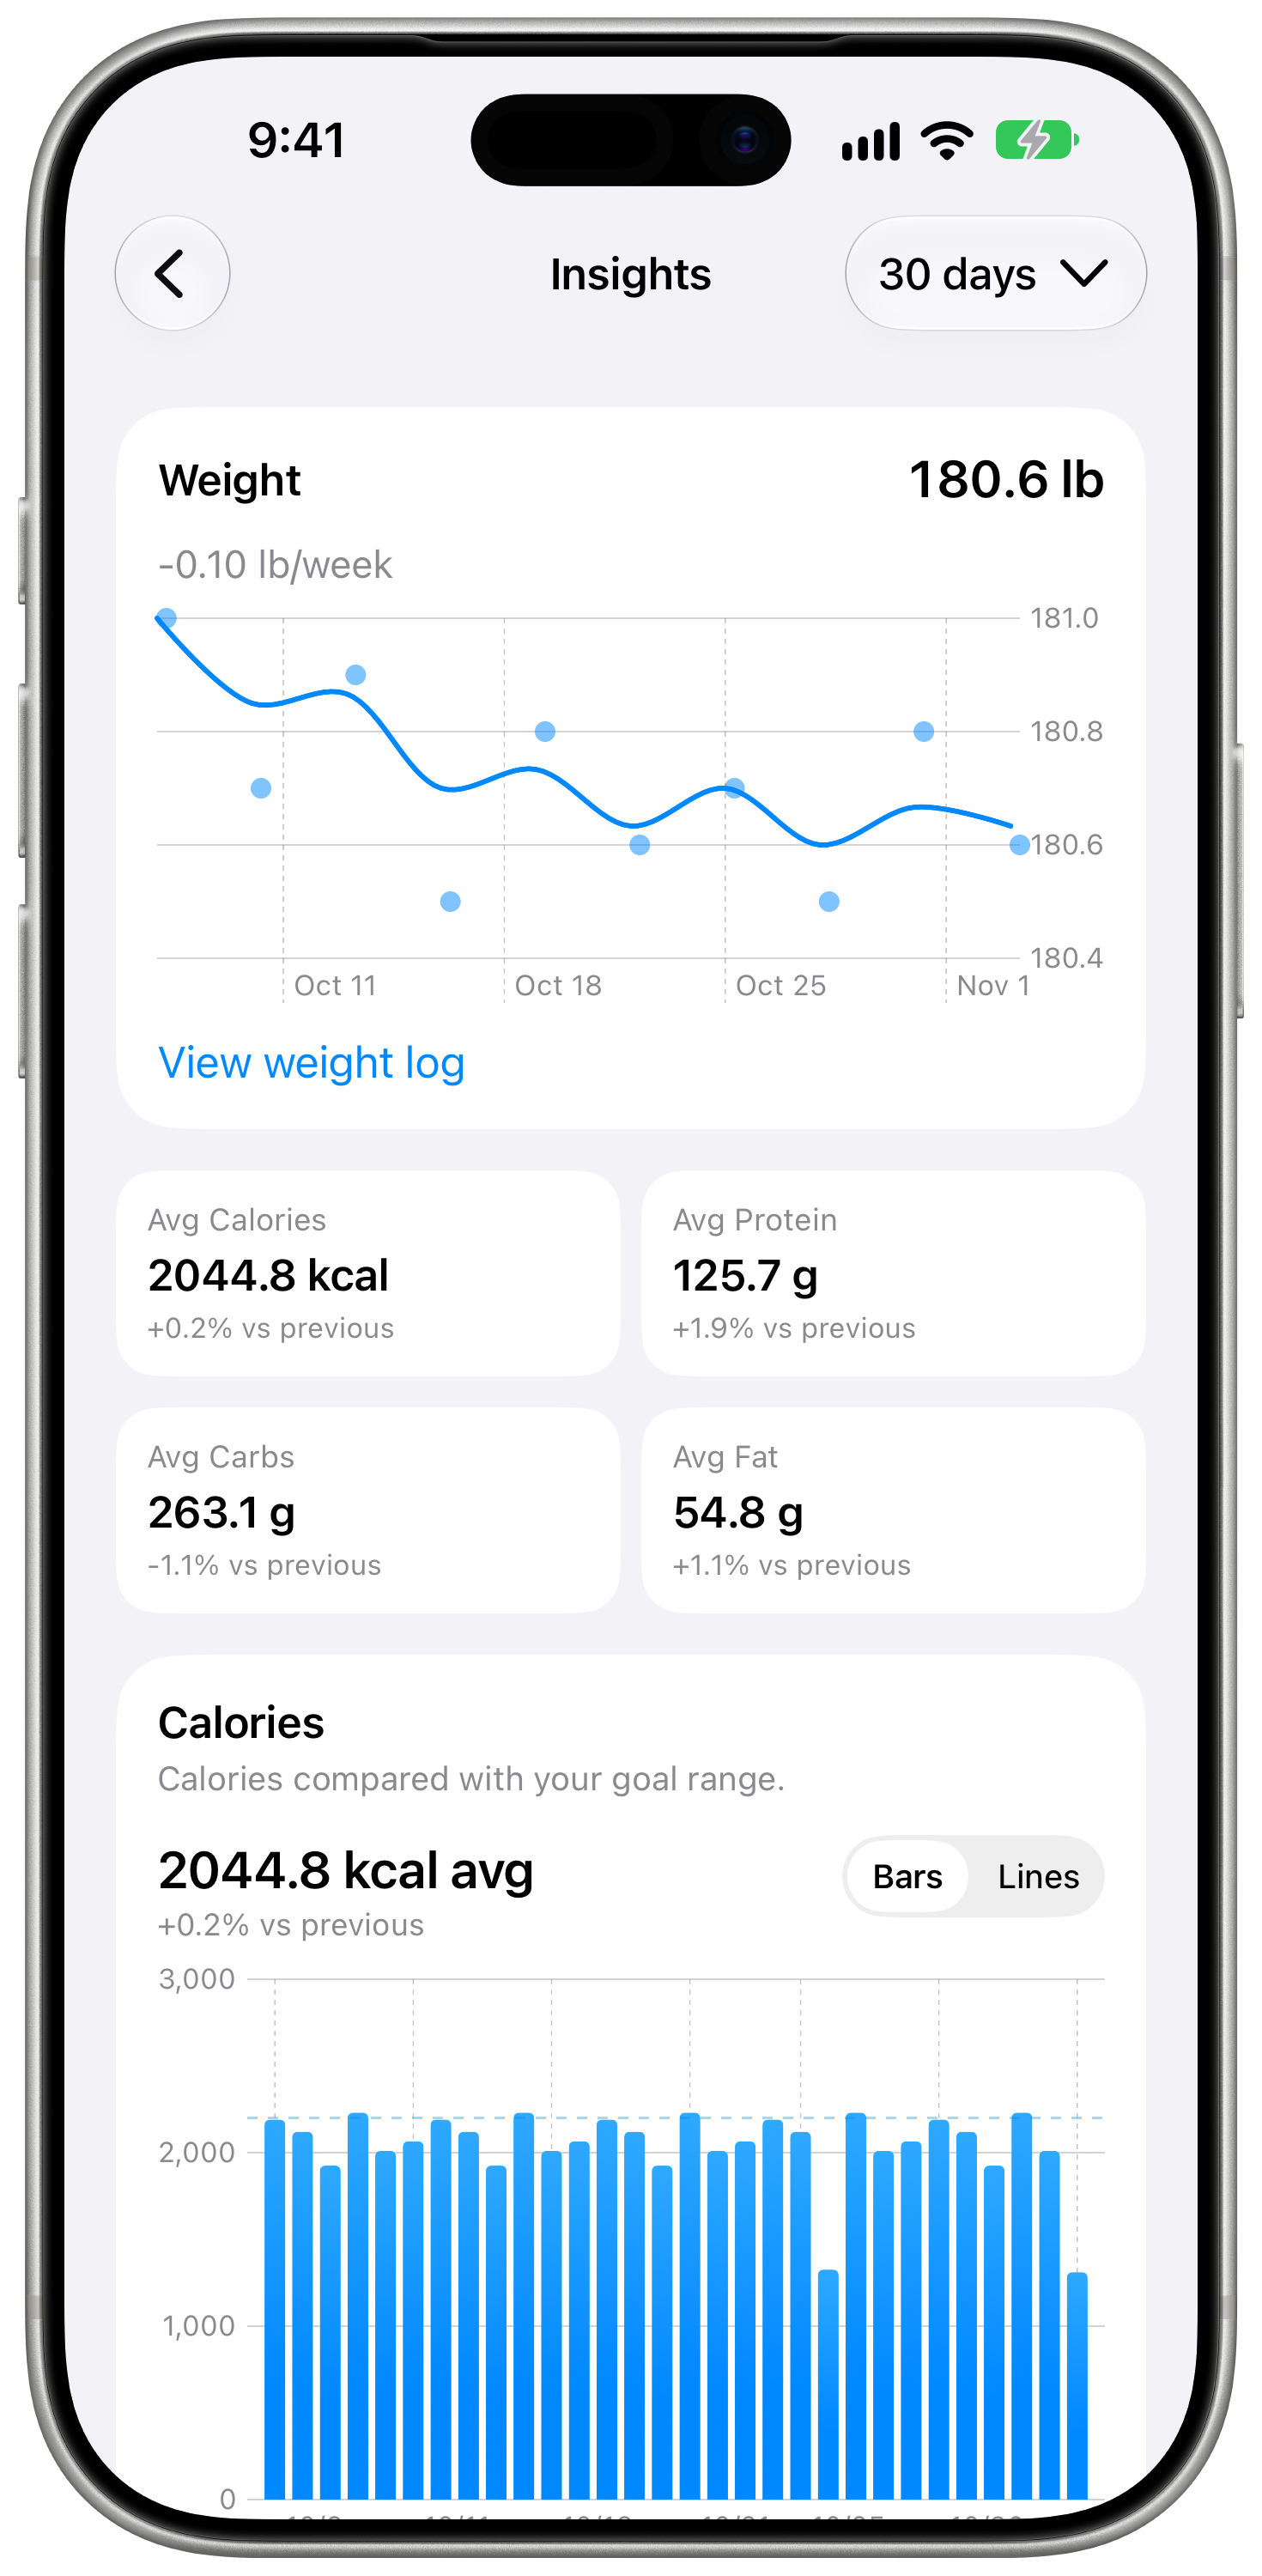 9:41
Insights
30 days
Weight
180.6 lb
-0.10 lb/week
181.0
180.8
180.6
180.4
Oct 11
Oct 18
Oct 25
Nov 1
View weight log
Avg Calories
2044.8 kcal
+0.2% vs previous
Avg Protein
125.7 g
+1.9% vs previous
Avg Carbs
263.1 g
-1.1% vs previous
Avg Fat
54.8 g
+1.1% vs previous
Calories
Calories compared with your goal range.
2044.8 kcal avg
+0.2% vs previous
Bars
Lines
3,000
2,000
1,000
0